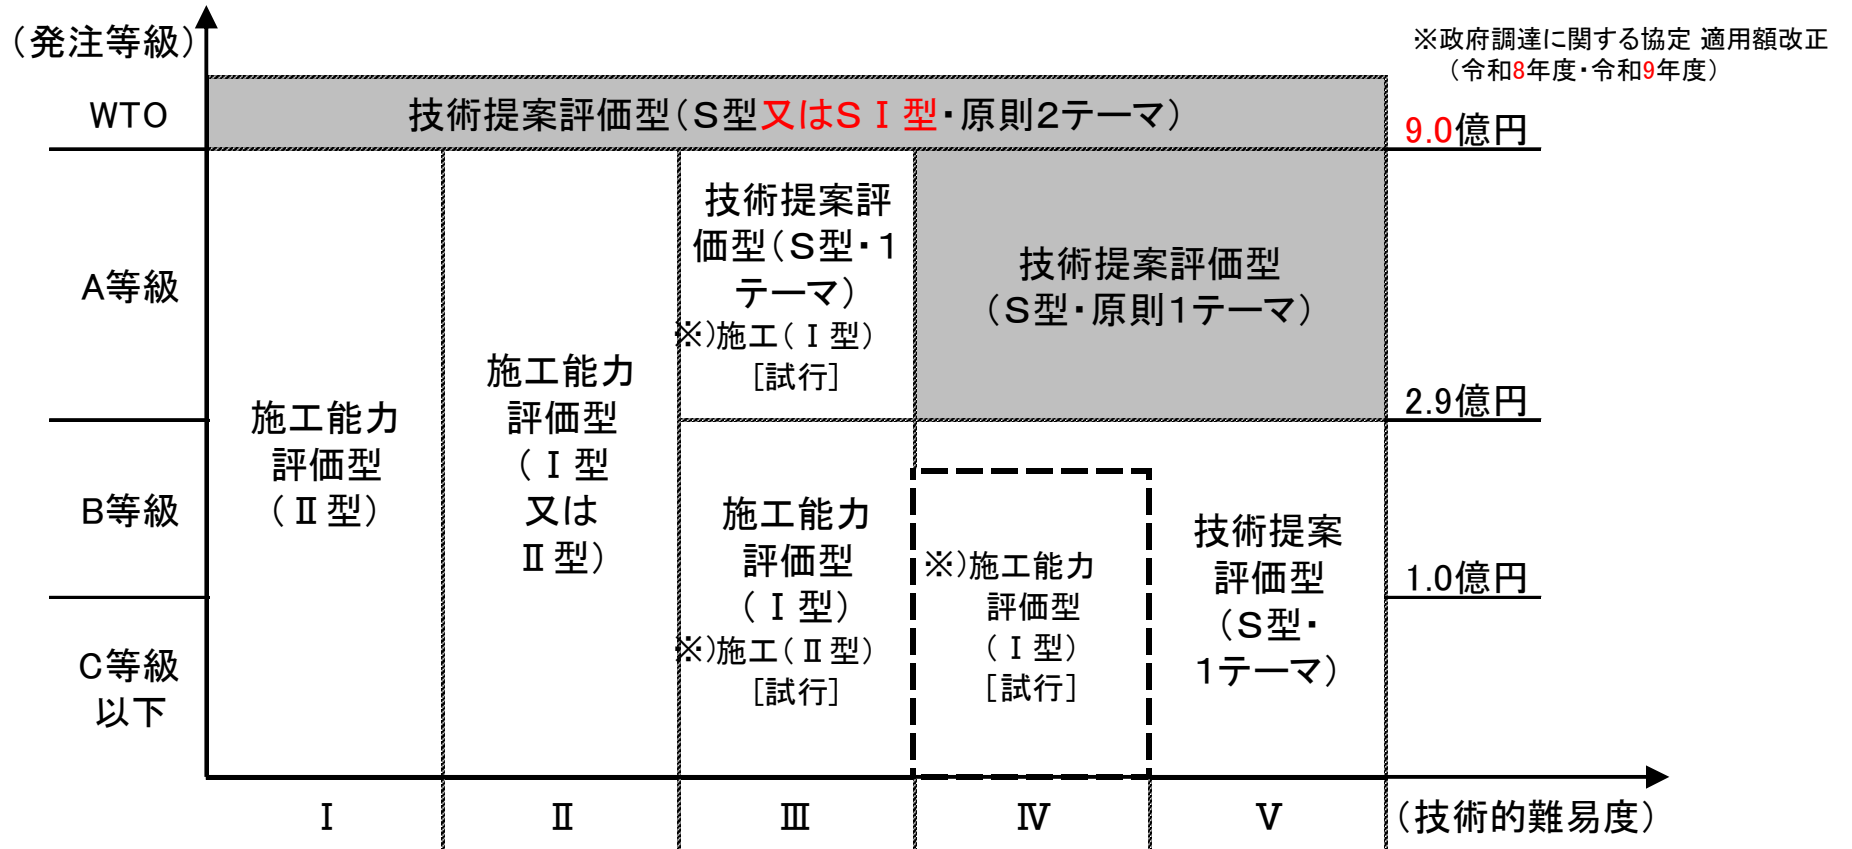 （発注等級）
※政府調達に関する協定 適用額改正
（令和8年度・令和9年度）
WTO
技術提案評価型（Ｓ型又はＳⅠ型・原則２テーマ）
9.0億円
A等級
技術提案評
価型（Ｓ型・１
テーマ）
※）施工（Ⅰ型）
［試行］
技術提案評価型
（Ｓ型・原則１テーマ）
2.9億円
施工能力
評価型
（Ⅱ型）
施工能力
評価型
（Ⅰ型
又は
Ⅱ型）
B等級
施工能力
評価型
（Ⅰ型）
※）施工（Ⅱ型）
［試行］
※）施工能力
評価型
（Ⅰ型）
［試行］
技術提案
評価型
（Ｓ型・
１テーマ）
1.0億円
C等級
以下
Ⅰ
Ⅱ
Ⅲ
Ⅳ
Ⅴ
（技術的難易度）